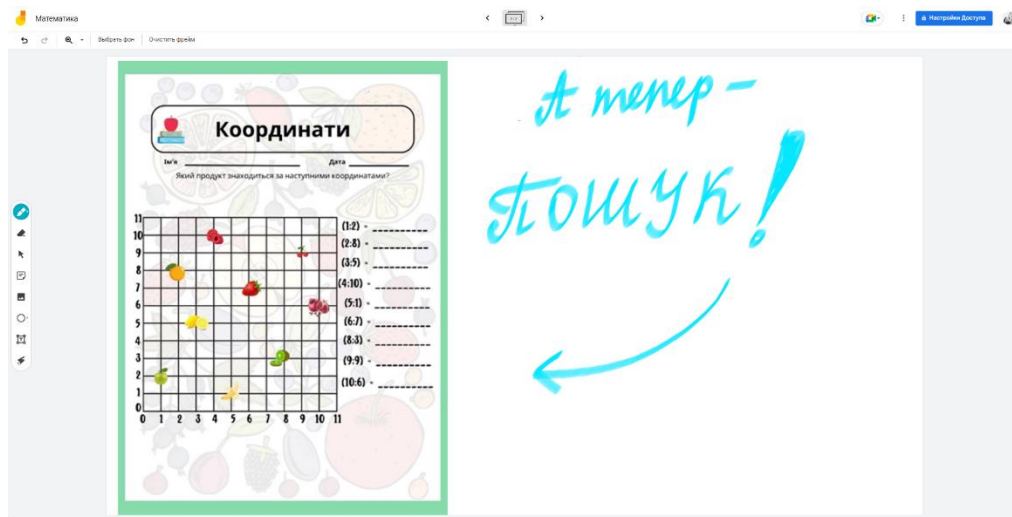 Математика
Настройки Доступа
Выбрать фон
Очистить фрейм
Координати
Ім'я
Дата
Який продукт знаходиться за наступними координатами?
11
10
9
8
7
6
5
4
3
2
1
0
0 1 2 3 4 5 6 7 8 9 10 11
(1:2) -
(2:8) -
(3:5) -
(4:10) -
(5:1) -
(6:7) -
(8:3) -
(9:9) -
(10:6) -
А тепер -
ПОШУК!